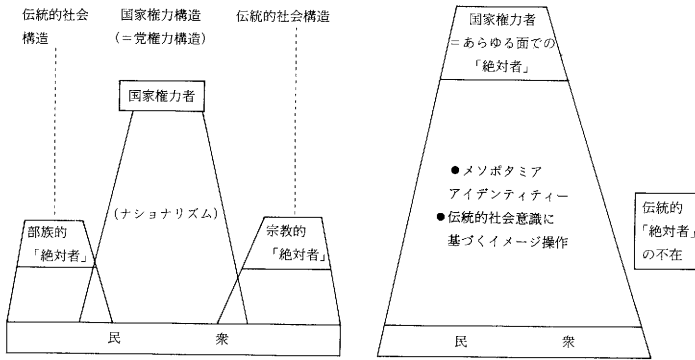 伝統的社会
構造
国家権力構造
(=党権力構造)
伝統的社会構造
国家権力者
(ナショナリズム)
部族的
「絶対者」
宗教的
「絶対者」
民　　衆
国家権力者
=あらゆる面での
「絶対者」
●メソポタミア
アイデンティティー
●伝統的社会意識に
基づくイメージ操作
伝統的
「絶対者」
の不在
民　　衆